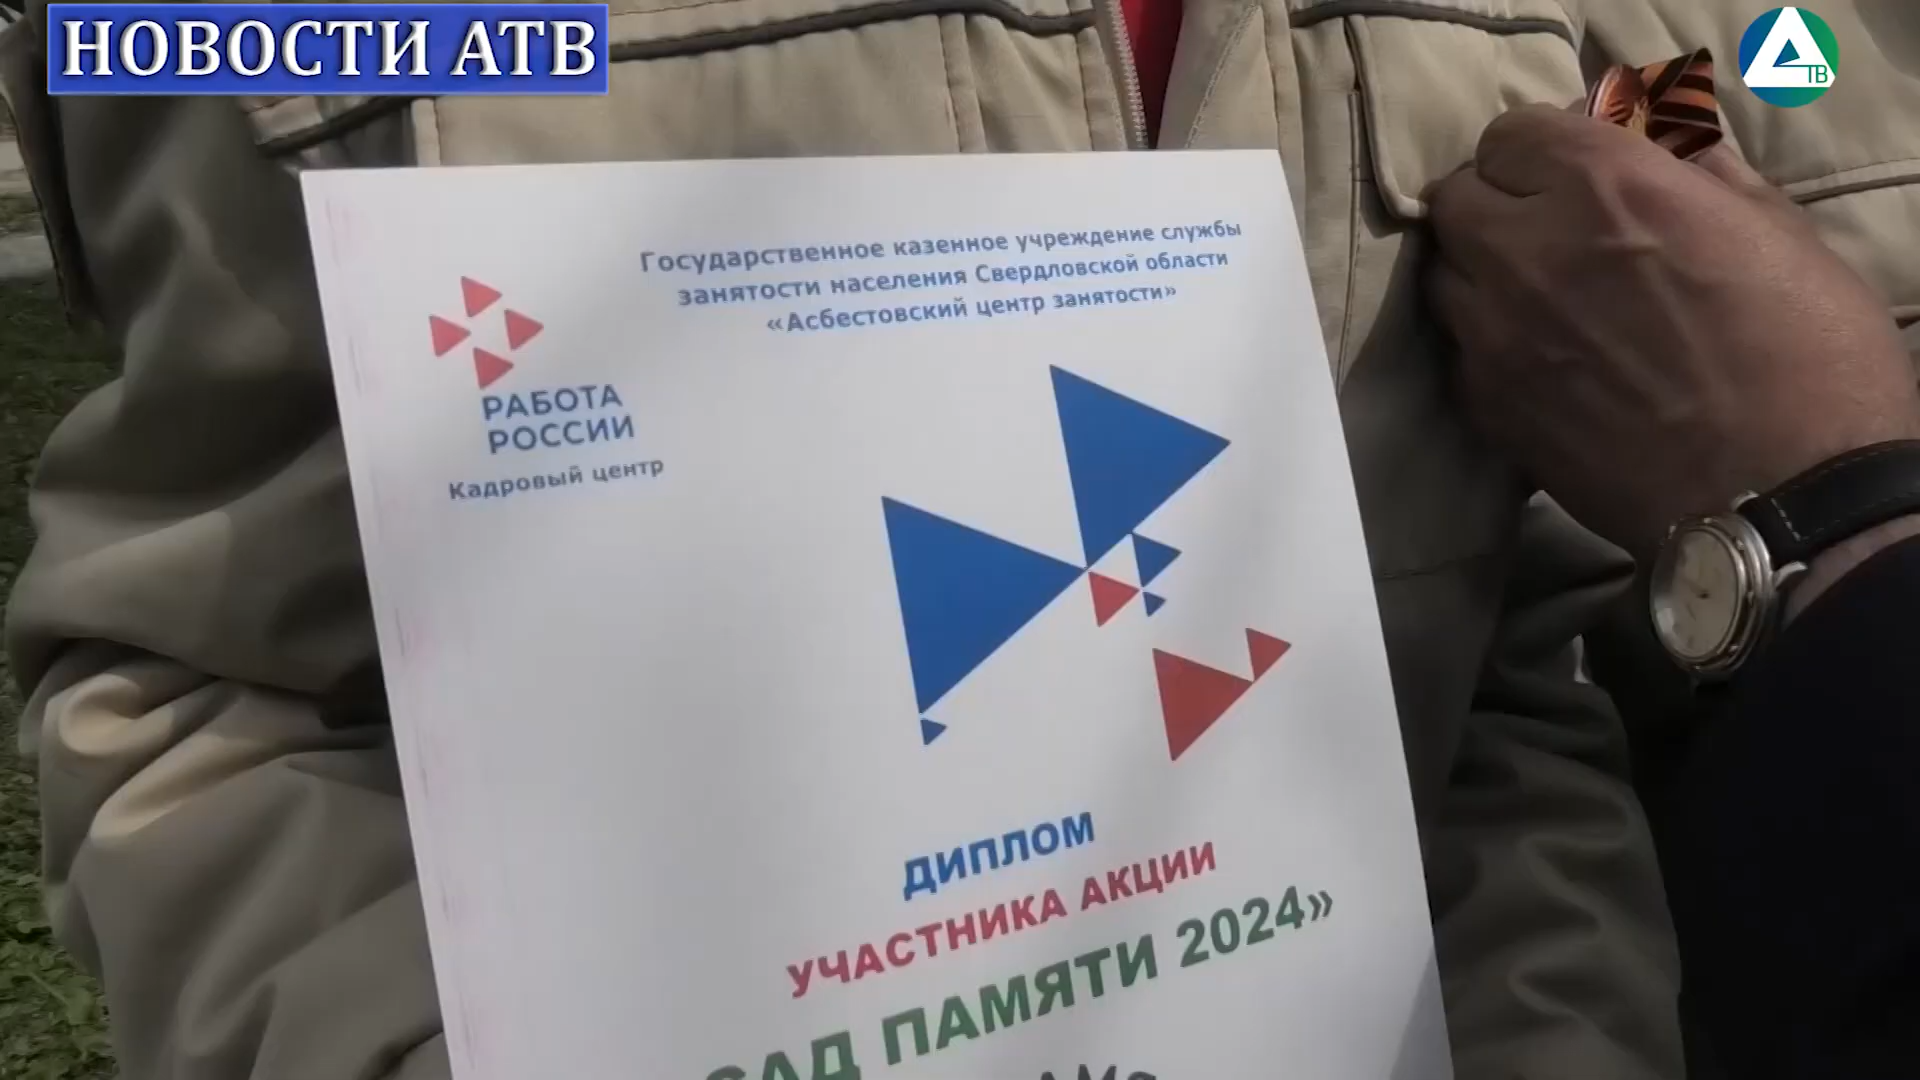 НОВОСТИ АТВ
ТВ
Государственное казенное учреждение службы
занятости населения Свердловской области
«Асбестовский центр занятости»
РАБОТА
РОССИИ
Кадровый центр
ДИПЛОМ
УЧАСТНИКА АКЦИИ
САД ПАМЯТИ 2024»